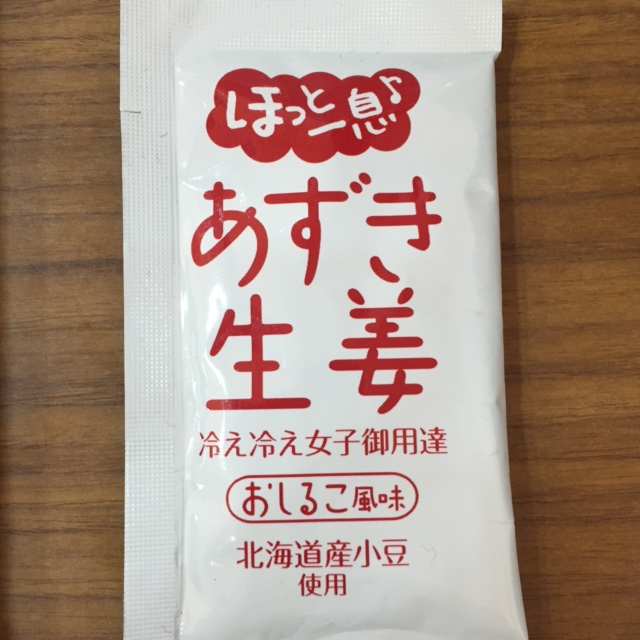 ほっと一息♪
あずき
生姜
冷え冷え女子御用達
おしるこ風味
北海道産小豆
使用